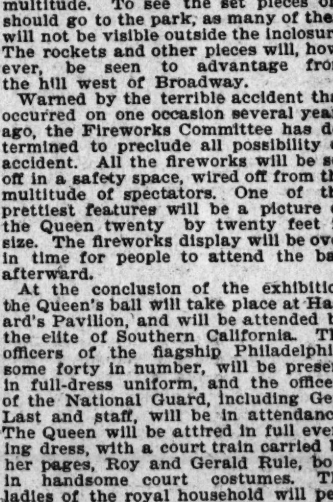 multitude. To see the set pieces on
should go to the park, as many of the
will not be visible outside the inclosur
The rockets and other pieces will, how
ever, be seen to advantage fro
the hill west of Broadway.
Warned by the terrible accident tha
occurred on one occasion several yea
ago, the Fireworks Committee has d
termined to preclude all possibility
accident. All the fireworks will be s
off in a safety space, wired off from t
multitude of spectators. One of t
prettiest features will be a picture
the Queen twenty by twenty feet
size. The fireworks display will be ov
in time for people to attend the ba
afterward.
At the conclusion of the exhibitio
the Queen's ball will take place at Ha
ard's Pavilion, and will be attended b
the elite of Southern California. T
officers of the flagship Philadelphi
some forty in number, will be prese
in full-dress uniform, and the office
of the National Guard, including Ge
Last and staff, will be in attendanc
The Queen will be attired in full eve
ing dress, with a court train carried
her pages, Roy and Gerald Rule, bo
in handsome court costumes. T
ladies of the royal household will